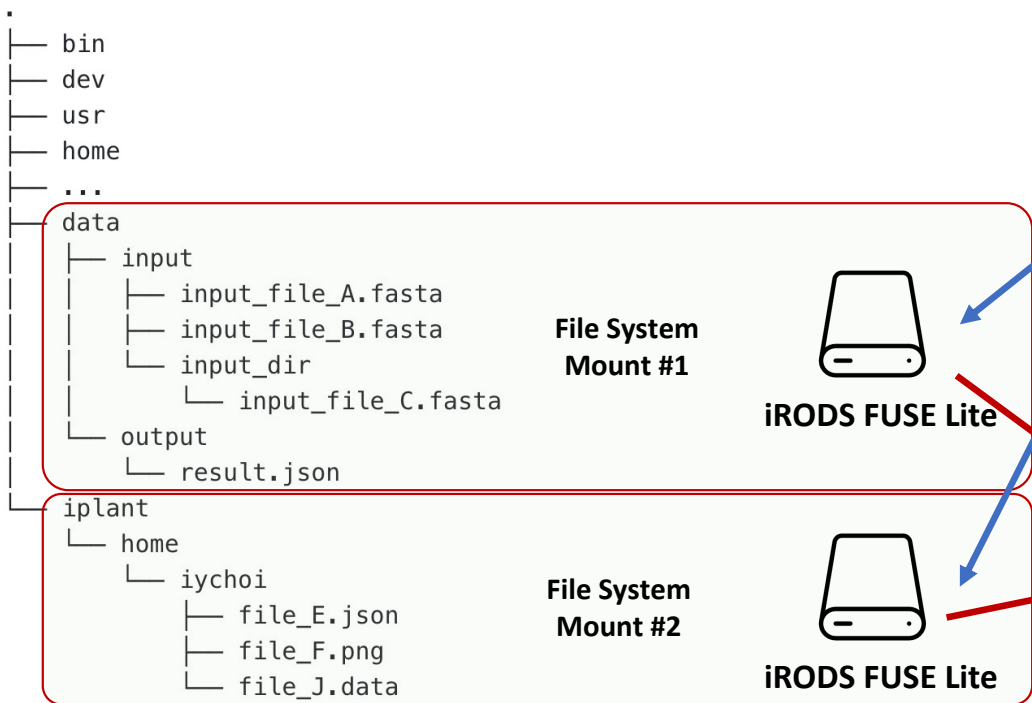 .
├── bin
├── dev
├── usr
├── home
├── ...
├── data
│   ├── input
│   │   ├── input_file_A.fasta
│   │   ├── input_file_B.fasta
│   │   └── input_dir
│   │       └── input_file_C.fasta
│   └── output
│       └── result.json
└── iplant
    └── home
        └── iychoi
            ├── file_E.json
            ├── file_F.png
            └── file_J.data
File System
Mount #1
iRODS FUSE Lite
File System
Mount #2
iRODS FUSE Lite